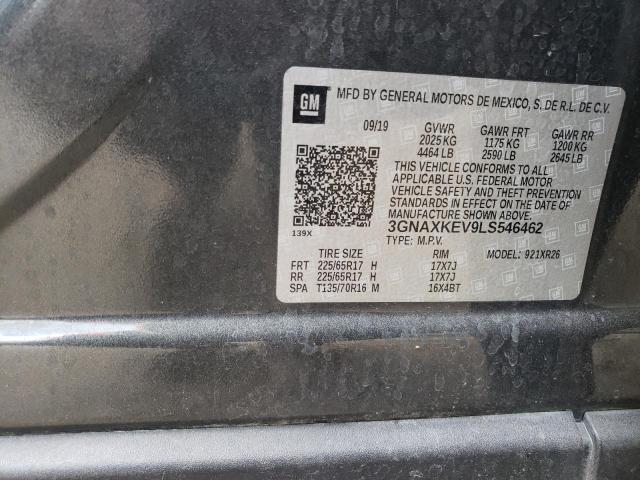 GM MFD BY GENERAL MOTORS DE MEXICO, S. DE R.L. DE C.V.
09/19 GVWR GAWR FRT GAWR RR
2025 KG 1175 KG 1200 KG
4464 LB 2590 LB 2645 LB
THIS VEHICLE CONFORMS TO ALL
APPLICABLE U.S. FEDERAL MOTOR
VEHICLE SAFETY AND THEFT PREVENTION
STANDARDS IN EFFECT ON DATE OF
MANUFACTURE SHOWN ABOVE.
139X 3GNAXKEV9LS546462
TYPE: M.P.V. MODEL: 921XR26
TIRE SIZE RIM
FRT 225/65R17 H 17X7J
RR 225/65R17 H 17X7J
SPA T135/70R16 M 16X4BT